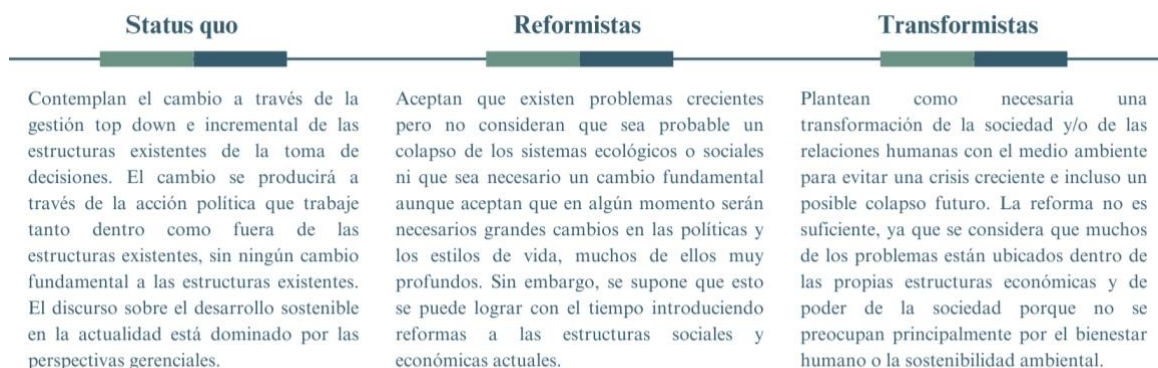 Status quo
Contemplan el cambio a través de la
gestión top down e incremental de las
estructuras existentes de la toma de
decisiones. El cambio se producirá a
través de la acción política que trabaje
tanto dentro como fuera de las
estructuras existentes, sin ningún cambio
fundamental a las estructuras existentes.
El discurso sobre el desarrollo sostenible
en la actualidad está dominado por las
perspectivas gerenciales.
Reformistas
Aceptan que existen problemas crecientes
pero no consideran que sea probable un
colapso de los sistemas ecológicos o sociales
ni que sea necesario un cambio fundamental
aunque aceptan que en algún momento serán
necesarios grandes cambios en las políticas y
los estilos de vida, muchos de ellos muy
profundos. Sin embargo, se supone que esto
se puede lograr con el tiempo introduciendo
reformas a las estructuras sociales y
económicas actuales.
Transformistas
Plantean como necesaria una
transformación de la sociedad y/o de las
relaciones humanas con el medio ambiente
para evitar una crisis creciente e incluso un
posible colapso futuro. La reforma no es
suficiente, ya que se considera que muchos
de los problemas están ubicados dentro de
las propias estructuras económicas y de
poder de la sociedad porque no se
preocupan principalmente por el bienestar
humano o la sostenibilidad ambiental.